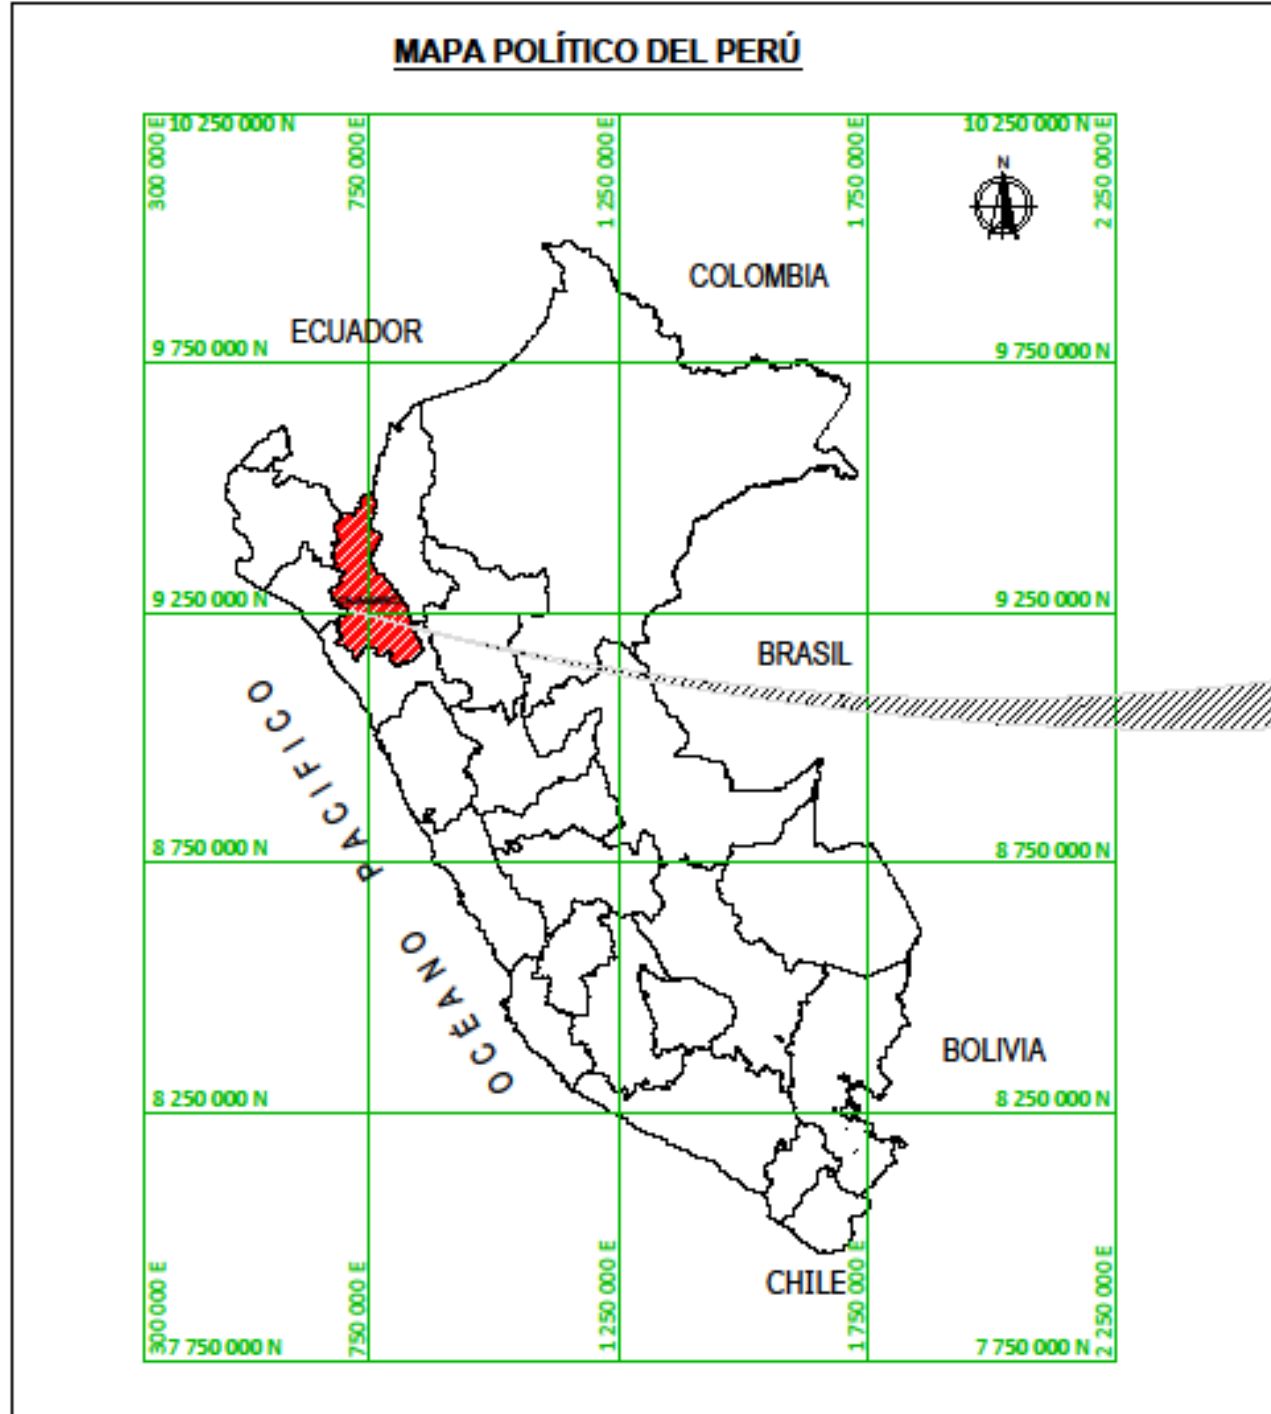 MAPA POLÍTICO DEL PERÚ
10 250 000 N
10 250 000 N
300 000 E
750 000 E
1 250 000 E
1 750 000 E
2 250 000 E
N
COLOMBIA
ECUADOR
9 750 000 N
9 750 000 N
9 250 000 N
9 250 000 N
BRASIL
OCÉANO PACIFICO
8 750 000 N
8 750 000 N
BOLIVIA
8 250 000 N
8 250 000 N
CHILE
300 000 E
750 000 E
1 250 000 E
1 750 000 E
2 250 000 E
7 750 000 N
7 750 000 N